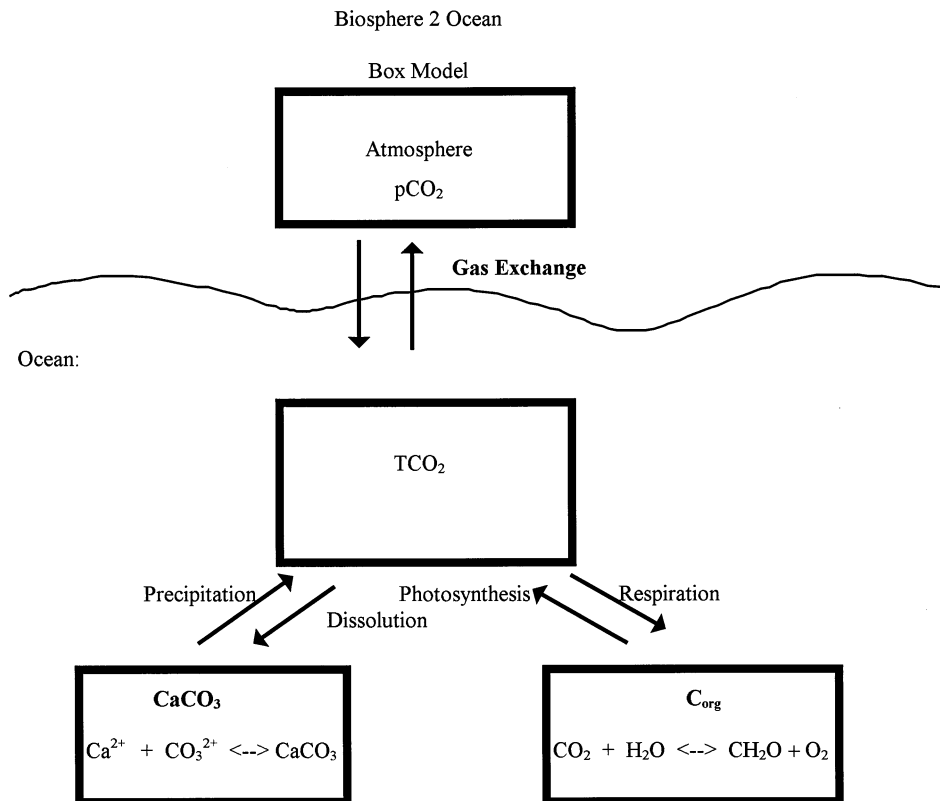 Biosphere 2 Ocean
Box Model
Atmosphere
pCO₂
Gas Exchange
Ocean:
TCO₂
Precipitation
Dissolution
Photosynthesis
Respiration
CaCO₃
Ca²⁺ + CO₃²⁺ <--> CaCO₃
C_org
CO₂ + H₂O <--> CH₂O + O₂